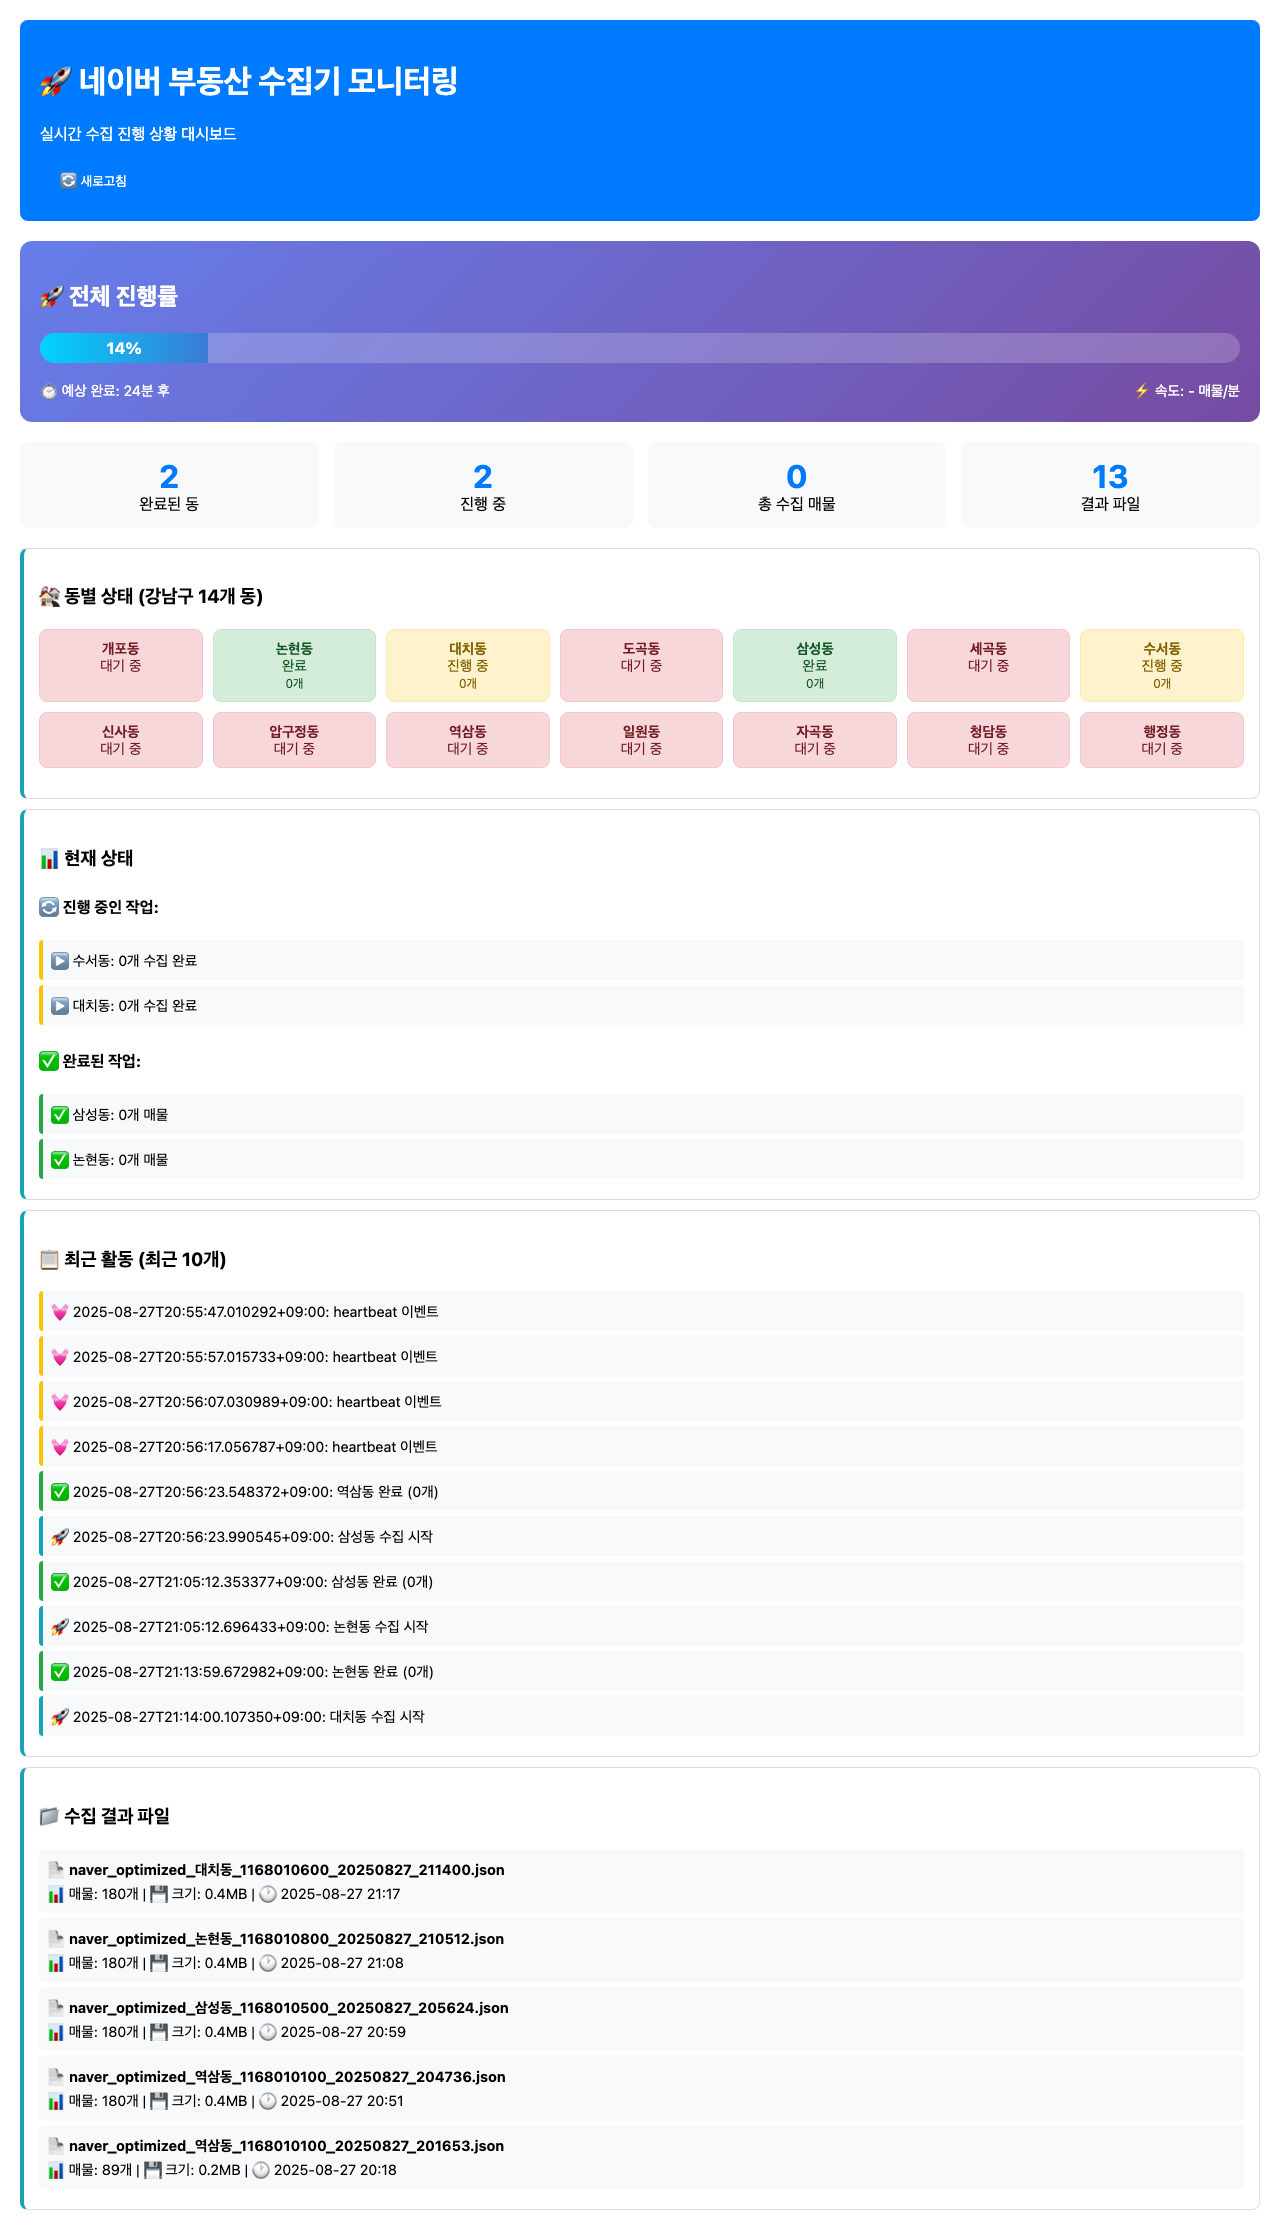 🚀 네이버 부동산 수집기 모니터링
실시간 수집 진행 상황 대시보드
🔄 새로고침
🚀 전체 진행률
14%
⏱️ 예상 완료: 24분 후
⚡ 속도: - 매물/분
2
완료된 동
2
진행 중
0
총 수집 매물
13
결과 파일
🏘️ 동별 상태 (강남구 14개 동)
개포동
대기 중
논현동
완료
0개
대치동
진행 중
0개
도곡동
대기 중
삼성동
완료
0개
세곡동
대기 중
수서동
진행 중
0개
신사동
대기 중
압구정동
대기 중
역삼동
대기 중
일원동
대기 중
자곡동
대기 중
청담동
대기 중
행정동
대기 중
📊 현재 상태
🔄 진행 중인 작업:
▶️ 수서동: 0개 수집 완료
▶️ 대치동: 0개 수집 완료
✅ 완료된 작업:
✅ 삼성동: 0개 매물
✅ 논현동: 0개 매물
📋 최근 활동 (최근 10개)
💓 2025-08-27T20:55:47.010292+09:00: heartbeat 이벤트
💓 2025-08-27T20:55:57.015733+09:00: heartbeat 이벤트
💓 2025-08-27T20:56:07.030989+09:00: heartbeat 이벤트
💓 2025-08-27T20:56:17.056787+09:00: heartbeat 이벤트
✅ 2025-08-27T20:56:23.548372+09:00: 역삼동 완료 (0개)
🚀 2025-08-27T20:56:23.990545+09:00: 삼성동 수집 시작
✅ 2025-08-27T21:05:12.353377+09:00: 삼성동 완료 (0개)
🚀 2025-08-27T21:05:12.696433+09:00: 논현동 수집 시작
✅ 2025-08-27T21:13:59.672982+09:00: 논현동 완료 (0개)
🚀 2025-08-27T21:14:00.107350+09:00: 대치동 수집 시작
📁 수집 결과 파일
📄 naver_optimized_대치동_1168010600_20250827_211400.json
📊 매물: 180개 | 💾 크기: 0.4MB | 🕐 2025-08-27 21:17
📄 naver_optimized_논현동_1168010800_20250827_210512.json
📊 매물: 180개 | 💾 크기: 0.4MB | 🕐 2025-08-27 21:08
📄 naver_optimized_삼성동_1168010500_20250827_205624.json
📊 매물: 180개 | 💾 크기: 0.4MB | 🕐 2025-08-27 20:59
📄 naver_optimized_역삼동_1168010100_20250827_204736.json
📊 매물: 180개 | 💾 크기: 0.4MB | 🕐 2025-08-27 20:51
📄 naver_optimized_역삼동_1168010100_20250827_201653.json
📊 매물: 89개 | 💾 크기: 0.2MB | 🕐 2025-08-27 20:18